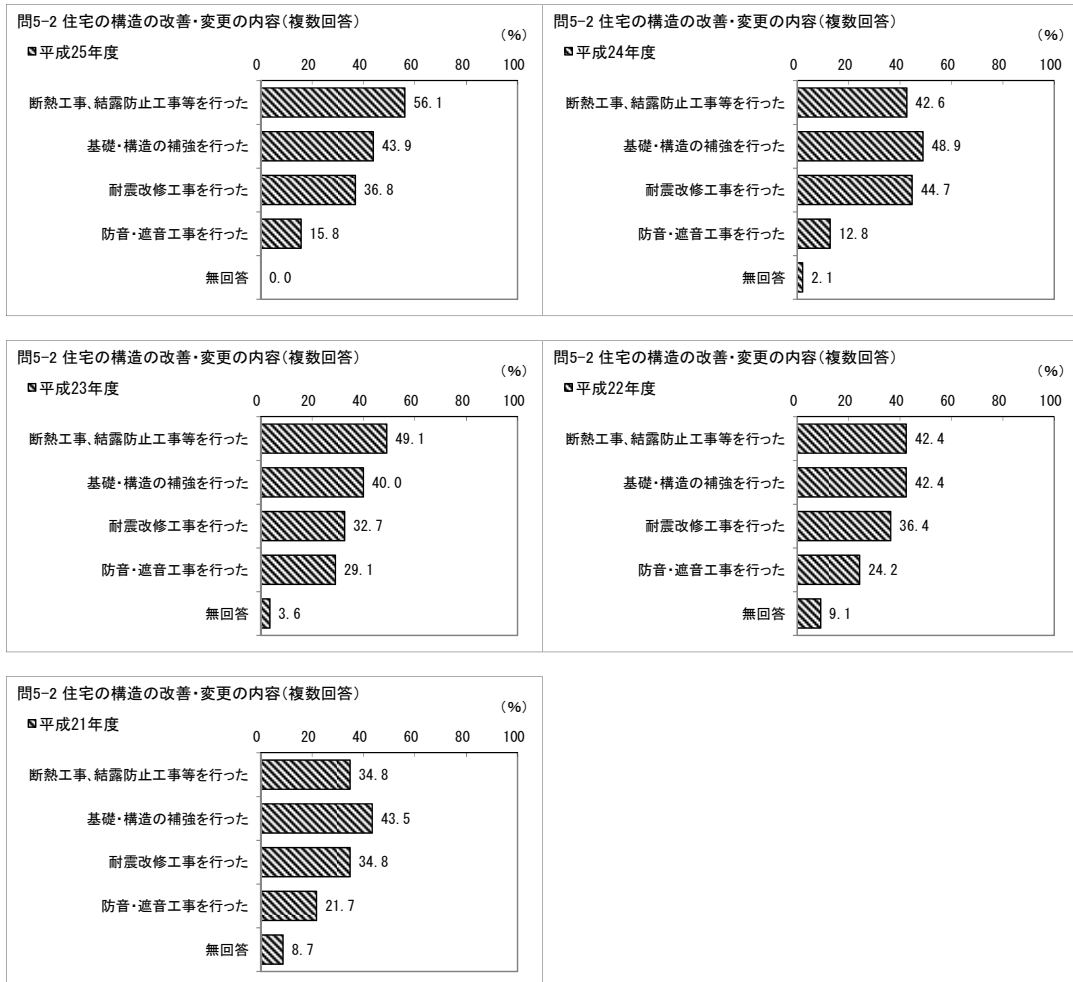 問5-2 住宅の構造の改善・変更の内容(複数回答)
(%)
平成25年度
0 20 40 60 80 100
断熱工事、結露防止工事等を行った 56.1
基礎・構造の補強を行った 43.9
耐震改修工事を行った 36.8
防音・遮音工事を行った 15.8
無回答 0.0
問5-2 住宅の構造の改善・変更の内容(複数回答)
(%)
平成24年度
0 20 40 60 80 100
断熱工事、結露防止工事等を行った 42.6
基礎・構造の補強を行った 48.9
耐震改修工事を行った 44.7
防音・遮音工事を行った 12.8
無回答 2.1
問5-2 住宅の構造の改善・変更の内容(複数回答)
(%)
平成23年度
0 20 40 60 80 100
断熱工事、結露防止工事等を行った 49.1
基礎・構造の補強を行った 40.0
耐震改修工事を行った 32.7
防音・遮音工事を行った 29.1
無回答 3.6
問5-2 住宅の構造の改善・変更の内容(複数回答)
(%)
平成22年度
0 20 40 60 80 100
断熱工事、結露防止工事等を行った 42.4
基礎・構造の補強を行った 42.4
耐震改修工事を行った 36.4
防音・遮音工事を行った 24.2
無回答 9.1
問5-2 住宅の構造の改善・変更の内容(複数回答)
(%)
平成21年度
0 20 40 60 80 100
断熱工事、結露防止工事等を行った 34.8
基礎・構造の補強を行った 43.5
耐震改修工事を行った 34.8
防音・遮音工事を行った 21.7
無回答 8.7